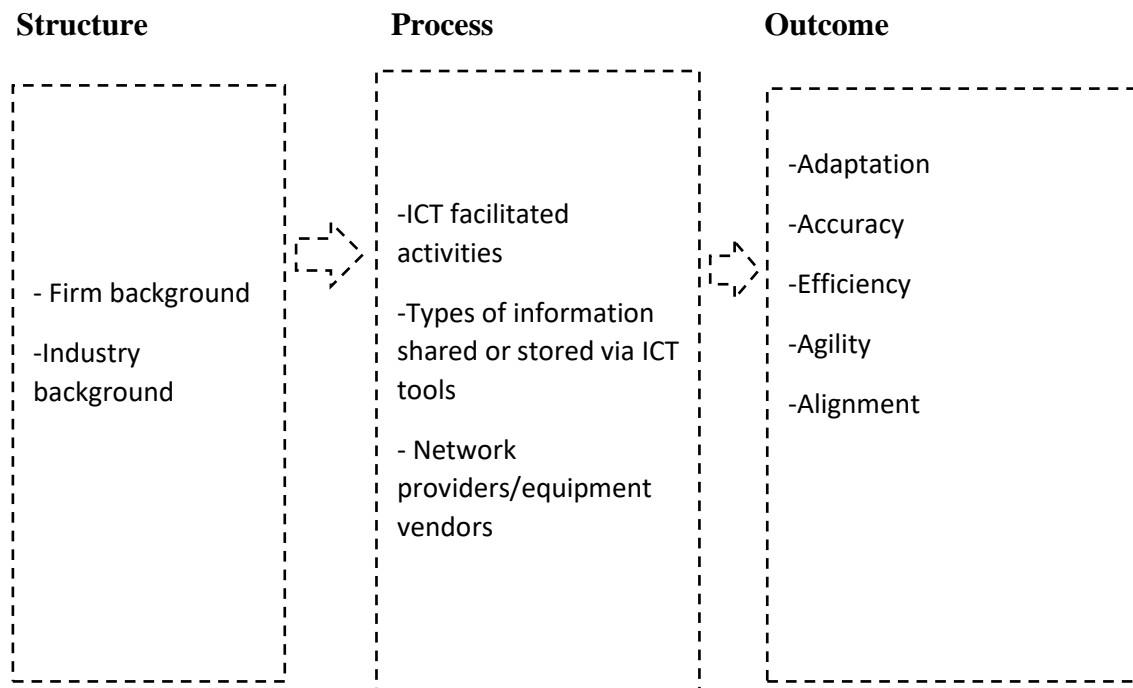 Structure
Process
Outcome
- Firm background
-Industry
background
-ICT facilitated
activities
-Types of information
shared or stored via ICT
tools
- Network
providers/equipment
vendors
-Adaptation
-Accuracy
-Efficiency
-Agility
-Alignment